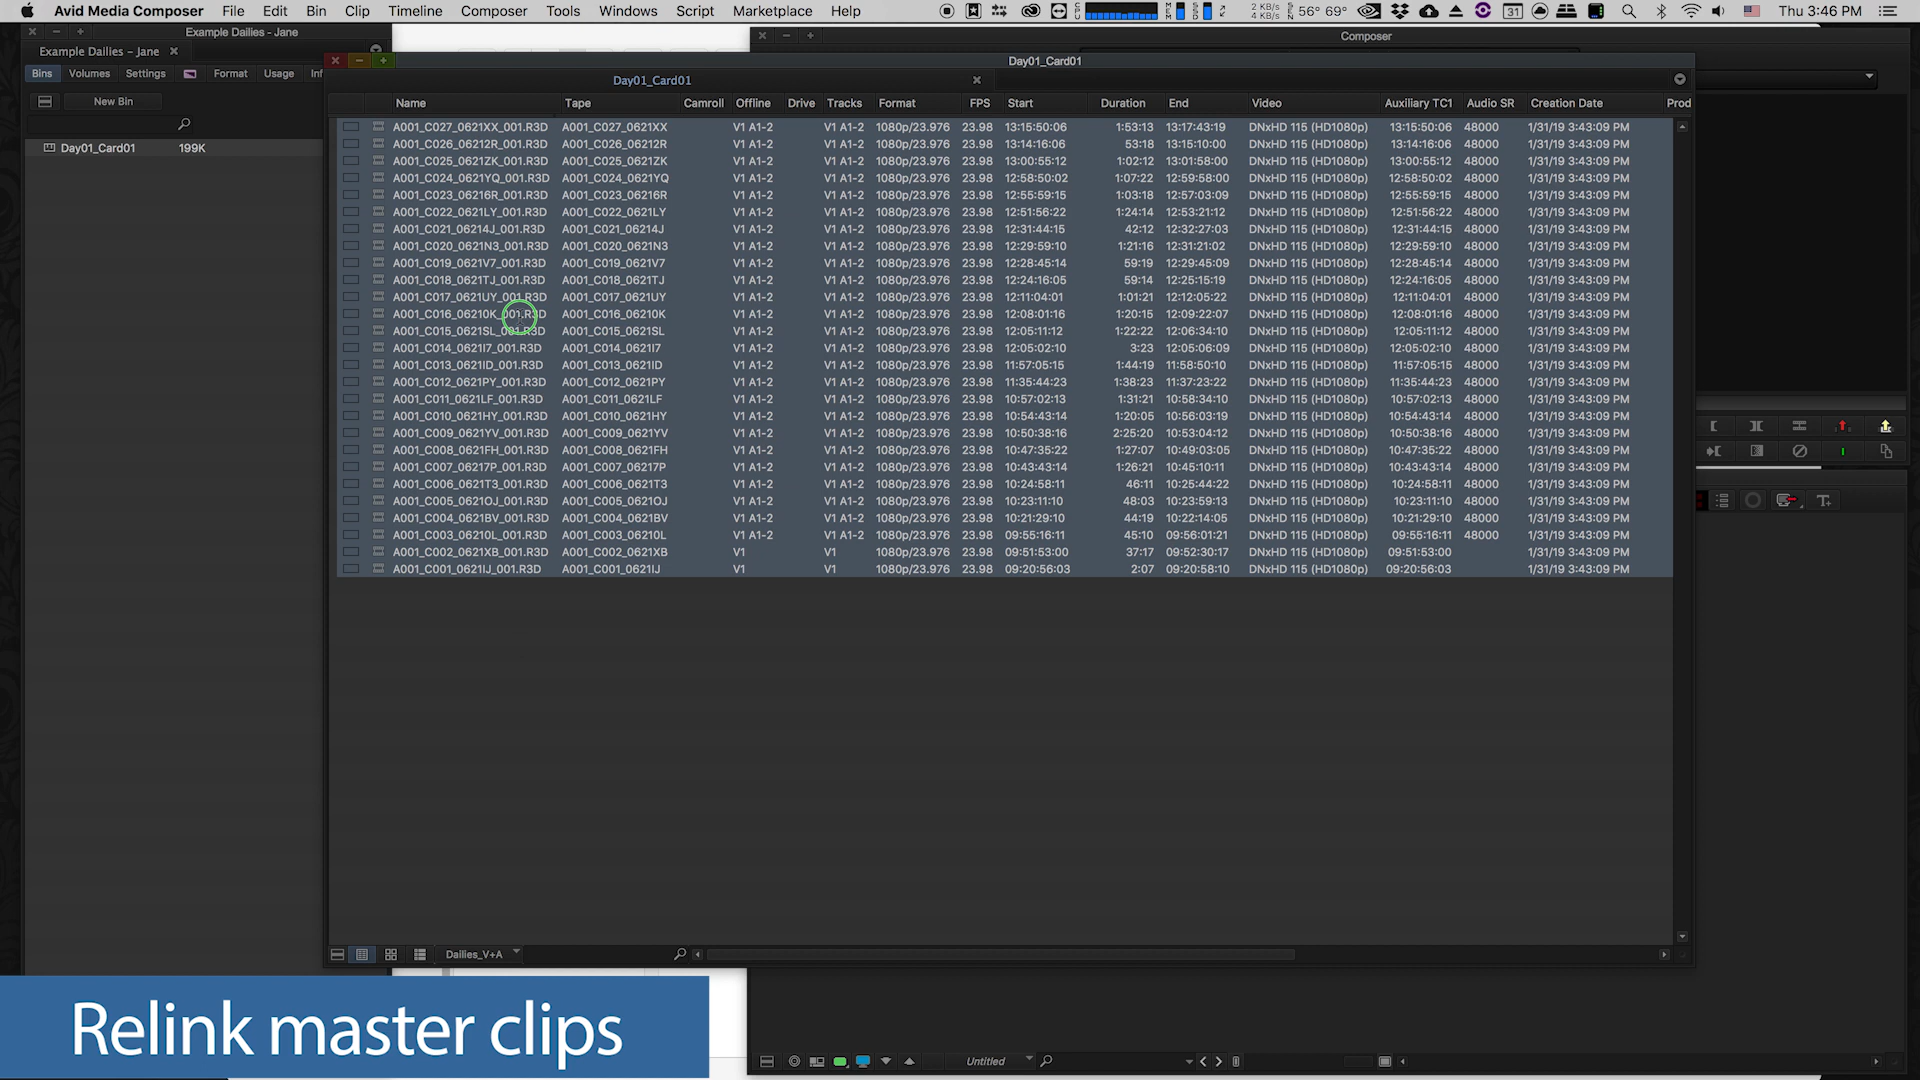 Avid Media Composer File Edit Bin Clip Timeline Composer Tools Windows Script Marketplace Help 2 KB/s 4 KB/s 56° 69° 31 Thu 3:46 PM
Example Dailies - Jane
Composer
Example Dailies - Jane
Day01_Card01
Bins Volumes Settings Format Usage Inf
Day01_Card01
New Bin
Day01_Card01 199K
Name Tape Camroll Offline Drive Tracks Format FPS Start Duration End Video Auxiliary TC1 Audio SR Creation Date Prod
A001_C027_0621XX_001.R3D A001_C027_0621XX V1 A1-2 V1 A1-2 1080p/23.976 23.98 13:15:50:06 1:53:13 13:17:43:19 DNxHD 115 (HD1080p) 13:15:50:06 48000 1/31/19 3:43:09 PM
A001_C026_06212R_001.R3D A001_C026_06212R V1 A1-2 V1 A1-2 1080p/23.976 23.98 13:14:16:06 53:18 13:15:10:00 DNxHD 115 (HD1080p) 13:14:16:06 48000 1/31/19 3:43:09 PM
A001_C025_0621ZK_001.R3D A001_C025_0621ZK V1 A1-2 V1 A1-2 1080p/23.976 23.98 13:00:55:12 1:02:12 13:01:58:00 DNxHD 115 (HD1080p) 13:00:55:12 48000 1/31/19 3:43:09 PM
A001_C024_0621YQ_001.R3D A001_C024_0621YQ V1 A1-2 V1 A1-2 1080p/23.976 23.98 12:58:50:02 1:07:22 12:59:58:00 DNxHD 115 (HD1080p) 12:58:50:02 48000 1/31/19 3:43:09 PM
A001_C023_06216R_001.R3D A001_C023_06216R V1 A1-2 V1 A1-2 1080p/23.976 23.98 12:55:59:15 1:03:18 12:57:03:09 DNxHD 115 (HD1080p) 12:55:59:15 48000 1/31/19 3:43:09 PM
A001_C022_0621LY_001.R3D A001_C022_0621LY V1 A1-2 V1 A1-2 1080p/23.976 23.98 12:51:56:22 1:24:14 12:53:21:12 DNxHD 115 (HD1080p) 12:51:56:22 48000 1/31/19 3:43:09 PM
A001_C021_06214J_001.R3D A001_C021_06214J V1 A1-2 V1 A1-2 1080p/23.976 23.98 12:31:44:15 42:12 12:32:27:03 DNxHD 115 (HD1080p) 12:31:44:15 48000 1/31/19 3:43:09 PM
A001_C020_0621N3_001.R3D A001_C020_0621N3 V1 A1-2 V1 A1-2 1080p/23.976 23.98 12:29:59:10 1:21:16 12:31:21:02 DNxHD 115 (HD1080p) 12:29:59:10 48000 1/31/19 3:43:09 PM
A001_C019_0621V7_001.R3D A001_C019_0621V7 V1 A1-2 V1 A1-2 1080p/23.976 23.98 12:28:45:14 59:19 12:29:45:09 DNxHD 115 (HD1080p) 12:28:45:14 48000 1/31/19 3:43:09 PM
A001_C018_0621TJ_001.R3D A001_C018_0621TJ V1 A1-2 V1 A1-2 1080p/23.976 23.98 12:24:16:05 59:14 12:25:15:19 DNxHD 115 (HD1080p) 12:24:16:05 48000 1/31/19 3:43:09 PM
A001_C017_0621UY_001.R3D A001_C017_0621UY V1 A1-2 V1 A1-2 1080p/23.976 23.98 12:11:04:01 1:01:21 12:12:05:22 DNxHD 115 (HD1080p) 12:11:04:01 48000 1/31/19 3:43:09 PM
A001_C016_06210K_001.R3D A001_C016_06210K V1 A1-2 V1 A1-2 1080p/23.976 23.98 12:08:01:16 1:20:15 12:09:22:07 DNxHD 115 (HD1080p) 12:08:01:16 48000 1/31/19 3:43:09 PM
A001_C015_0621SL_001.R3D A001_C015_0621SL V1 A1-2 V1 A1-2 1080p/23.976 23.98 12:05:11:12 1:22:22 12:06:34:10 DNxHD 115 (HD1080p) 12:05:11:12 48000 1/31/19 3:43:09 PM
A001_C014_0621I7_001.R3D A001_C014_0621I7 V1 A1-2 V1 A1-2 1080p/23.976 23.98 12:05:02:10 3:23 12:05:06:09 DNxHD 115 (HD1080p) 12:05:02:10 48000 1/31/19 3:43:09 PM
A001_C013_0621ID_001.R3D A001_C013_0621ID V1 A1-2 V1 A1-2 1080p/23.976 23.98 11:57:05:15 1:44:19 11:58:50:10 DNxHD 115 (HD1080p) 11:57:05:15 48000 1/31/19 3:43:09 PM
A001_C012_0621PY_001.R3D A001_C012_0621PY V1 A1-2 V1 A1-2 1080p/23.976 23.98 11:35:44:23 1:38:23 11:37:23:22 DNxHD 115 (HD1080p) 11:35:44:23 48000 1/31/19 3:43:09 PM
A001_C011_0621LF_001.R3D A001_C011_0621LF V1 A1-2 V1 A1-2 1080p/23.976 23.98 10:57:02:13 1:31:21 10:58:34:10 DNxHD 115 (HD1080p) 10:57:02:13 48000 1/31/19 3:43:09 PM
A001_C010_0621HY_001.R3D A001_C010_0621HY V1 A1-2 V1 A1-2 1080p/23.976 23.98 10:54:43:14 1:20:05 10:56:03:19 DNxHD 115 (HD1080p) 10:54:43:14 48000 1/31/19 3:43:09 PM
A001_C009_0621YV_001.R3D A001_C009_0621YV V1 A1-2 V1 A1-2 1080p/23.976 23.98 10:50:38:16 2:25:20 10:53:04:12 DNxHD 115 (HD1080p) 10:50:38:16 48000 1/31/19 3:43:09 PM
A001_C008_0621FH_001.R3D A001_C008_0621FH V1 A1-2 V1 A1-2 1080p/23.976 23.98 10:47:35:22 1:27:07 10:49:03:05 DNxHD 115 (HD1080p) 10:47:35:22 48000 1/31/19 3:43:09 PM
A001_C007_06217P_001.R3D A001_C007_06217P V1 A1-2 V1 A1-2 1080p/23.976 23.98 10:43:43:14 1:26:21 10:45:10:11 DNxHD 115 (HD1080p) 10:43:43:14 48000 1/31/19 3:43:09 PM
A001_C006_0621T3_001.R3D A001_C006_0621T3 V1 A1-2 V1 A1-2 1080p/23.976 23.98 10:24:58:11 46:11 10:25:44:22 DNxHD 115 (HD1080p) 10:24:58:11 48000 1/31/19 3:43:09 PM
A001_C005_0621OJ_001.R3D A001_C005_0621OJ V1 A1-2 V1 A1-2 1080p/23.976 23.98 10:23:11:10 48:03 10:23:59:13 DNxHD 115 (HD1080p) 10:23:11:10 48000 1/31/19 3:43:09 PM
A001_C004_0621BV_001.R3D A001_C004_0621BV V1 A1-2 V1 A1-2 1080p/23.976 23.98 10:21:29:10 44:19 10:22:14:05 DNxHD 115 (HD1080p) 10:21:29:10 48000 1/31/19 3:43:09 PM
A001_C003_06210L_001.R3D A001_C003_06210L V1 A1-2 V1 A1-2 1080p/23.976 23.98 09:55:16:11 45:10 09:56:01:21 DNxHD 115 (HD1080p) 09:55:16:11 48000 1/31/19 3:43:09 PM
A001_C002_0621XB_001.R3D A001_C002_0621XB V1 V1 1080p/23.976 23.98 09:51:53:00 37:17 09:52:30:17 DNxHD 115 (HD1080p) 09:51:53:00 1/31/19 3:43:09 PM
A001_C001_0621IJ_001.R3D A001_C001_0621IJ V1 V1 1080p/23.976 23.98 09:20:56:03 2:07 09:20:58:10 DNxHD 115 (HD1080p) 09:20:56:03 1/31/19 3:43:09 PM
Dailies_V+A
Relink master clips
Untitled